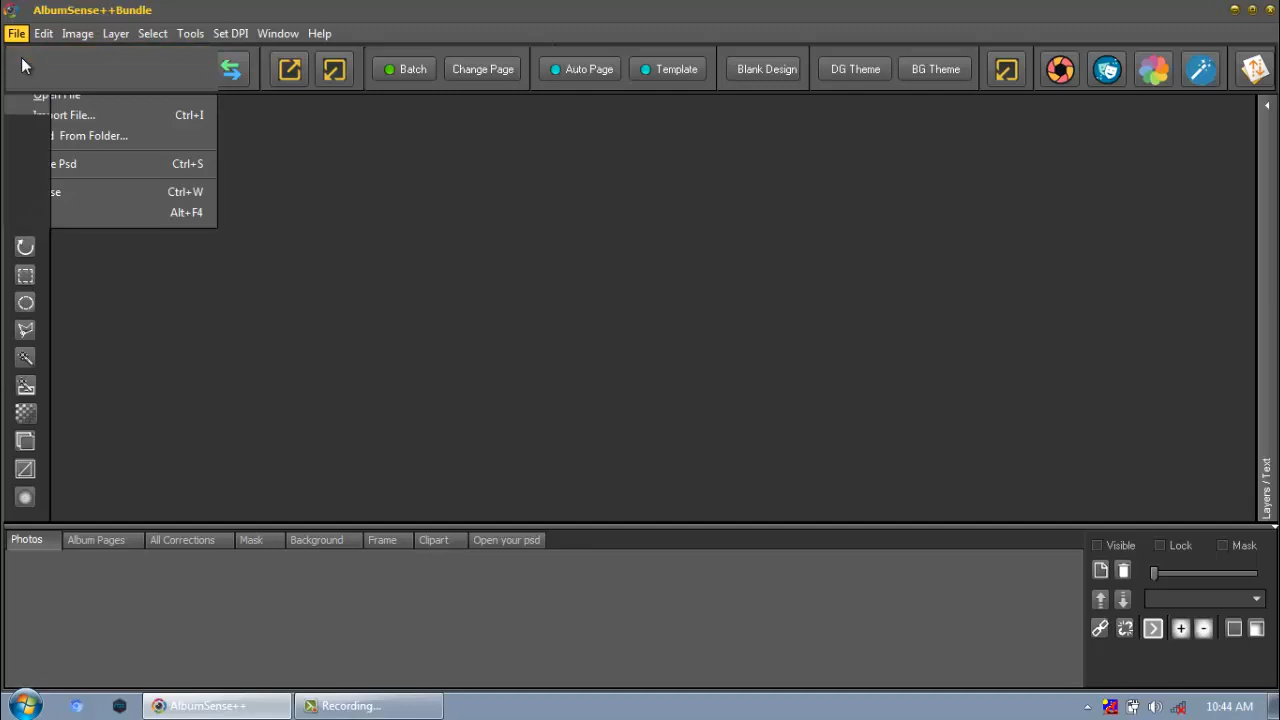 AlbumSense++Bundle
File Edit Image Layer Select Tools Set DPI Window Help
Batch Change Page Auto Page Template Blank Design DG Theme BG Theme
Open File
File... Ctrl+I
From Folder... 
Psd Ctrl+S
Ctrl+W
Alt+F4
Layers / Text
Photos Album Pages All Corrections Mask Background Frame Clipart Open your psd
Visible Lock Mask
AlbumSense++ Recording... 10:44 AM